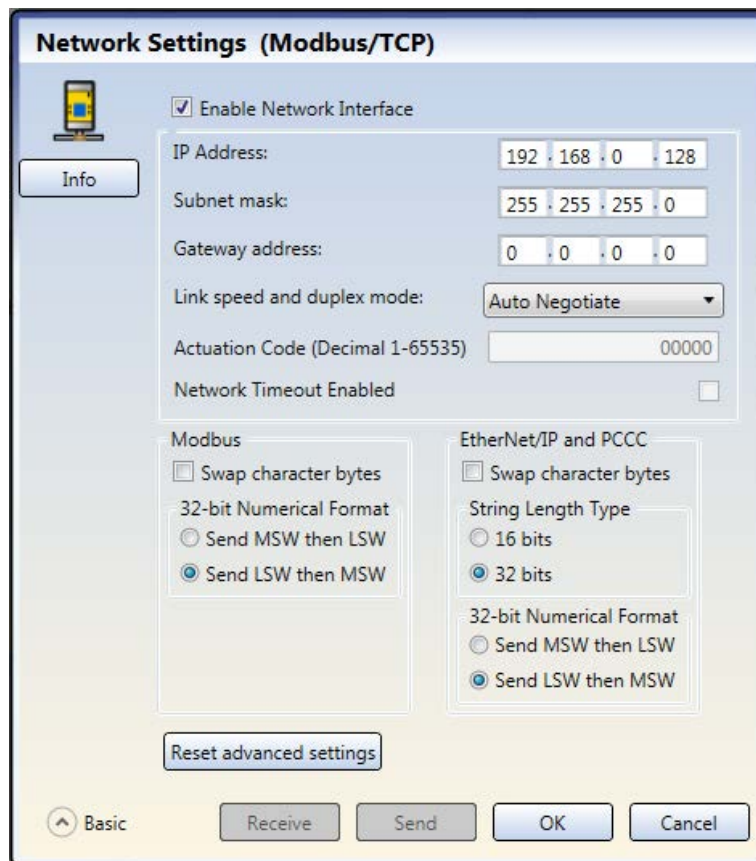 Network Settings (Modbus/TCP)
Enable Network Interface
Info
IP Address: 192 . 168 . 0 . 128
Subnet mask: 255 . 255 . 255 . 0
Gateway address: 0 . 0 . 0 . 0
Link speed and duplex mode: Auto Negotiate
Actuation Code (Decimal 1-65535) 00000
Network Timeout Enabled
Modbus
Swap character bytes
32-bit Numerical Format
Send MSW then LSW
Send LSW then MSW
EtherNet/IP and PCCC
Swap character bytes
String Length Type
16 bits
32 bits
32-bit Numerical Format
Send MSW then LSW
Send LSW then MSW
Reset advanced settings
Basic Receive Send OK Cancel